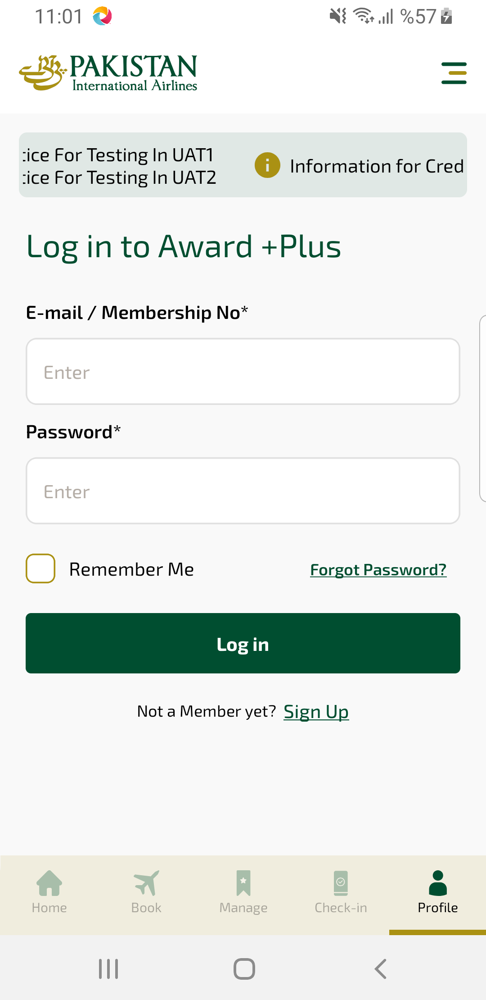 11:01
%57
PAKISTAN
International Airlines
tice For Testing In UAT1
tice For Testing In UAT2
Information for Cred
Log in to Award +Plus
E-mail / Membership No*
Enter
Password*
Enter
Remember Me
Forgot Password?
Log in
Not a Member yet? Sign Up
Home
Book
Manage
Check-in
Profile